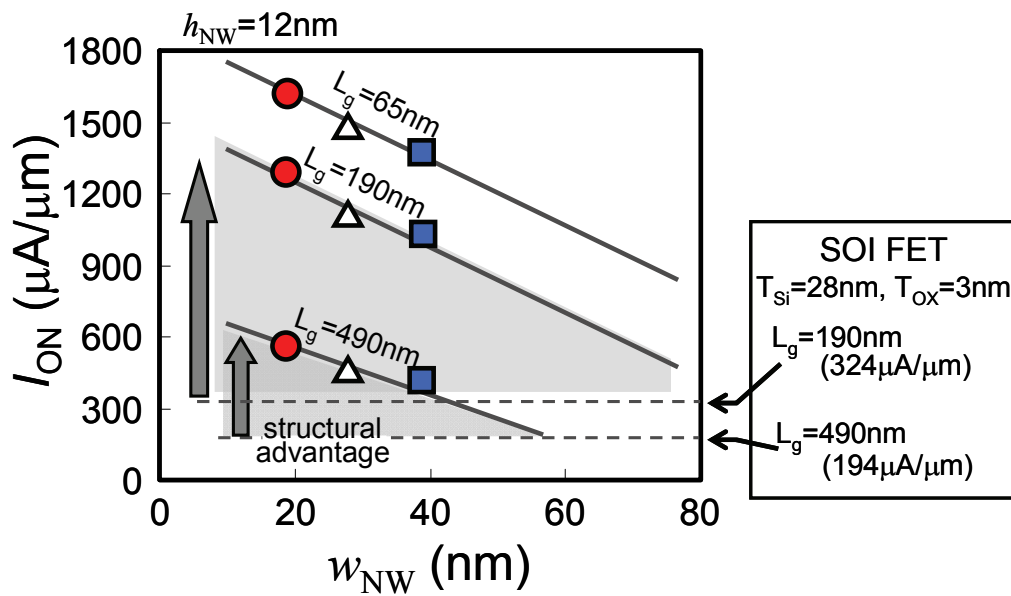 hNW=12nm
1800
1500
1200
900
600
300
0
ION (μA/μm)
Lg=65nm
Lg=190nm
Lg=490nm
structural
advantage
0
20
40
60
80
wNW (nm)
SOI FET
TSi=28nm, TOX=3nm
Lg=190nm
(324μA/μm)
Lg=490nm
(194μA/μm)